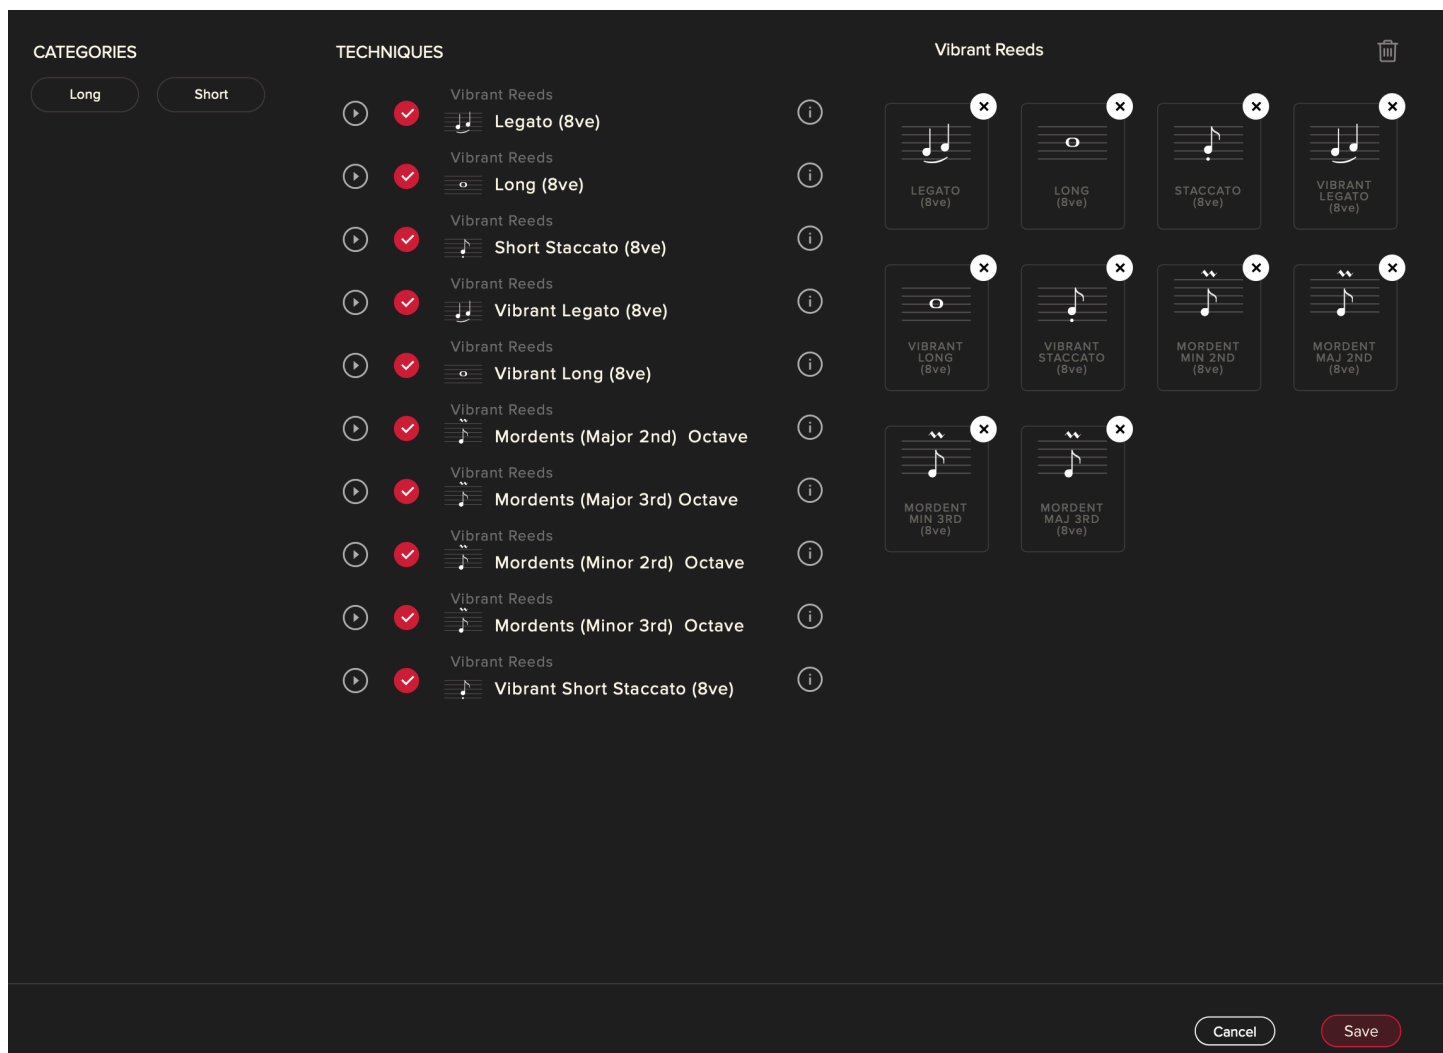 CATEGORIES
Long
Short
TECHNIQUES
Vibrant Reeds
Legato (8ve)
Vibrant Reeds
Long (8ve)
Vibrant Reeds
Short Staccato (8ve)
Vibrant Reeds
Vibrant Legato (8ve)
Vibrant Reeds
Vibrant Long (8ve)
Vibrant Reeds
Mordents (Major 2nd)  Octave
Vibrant Reeds
Mordents (Major 3rd) Octave
Vibrant Reeds
Mordents (Minor 2rd)  Octave
Vibrant Reeds
Mordents (Minor 3rd)  Octave
Vibrant Reeds
Vibrant Short Staccato (8ve)
Vibrant Reeds
LEGATO
(8ve)
LONG
(8ve)
STACCATO
(8ve)
VIBRANT
LEGATO
(8ve)
VIBRANT
LONG
(8ve)
VIBRANT
STACCATO
(8ve)
MORDENT
MIN 2ND
(8ve)
MORDENT
MAJ 2ND
(8ve)
MORDENT
MIN 3RD
(8ve)
MORDENT
MAJ 3RD
(8ve)
Cancel
Save